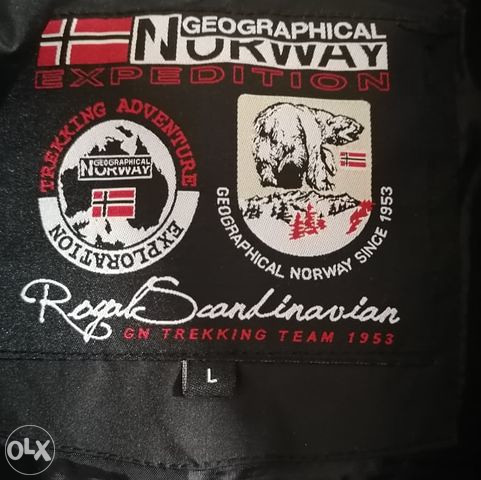 GEOGRAPHICAL
NORWAY
EXPEDITION
TREKKING ADVENTURE
GEOGRAPHICAL
NORWAY
EXPLORATION
GEOGRAPHICAL NORWAY SINCE 1953
Royal Scandinavian
GN TREKKING TEAM 1953
L
OLX